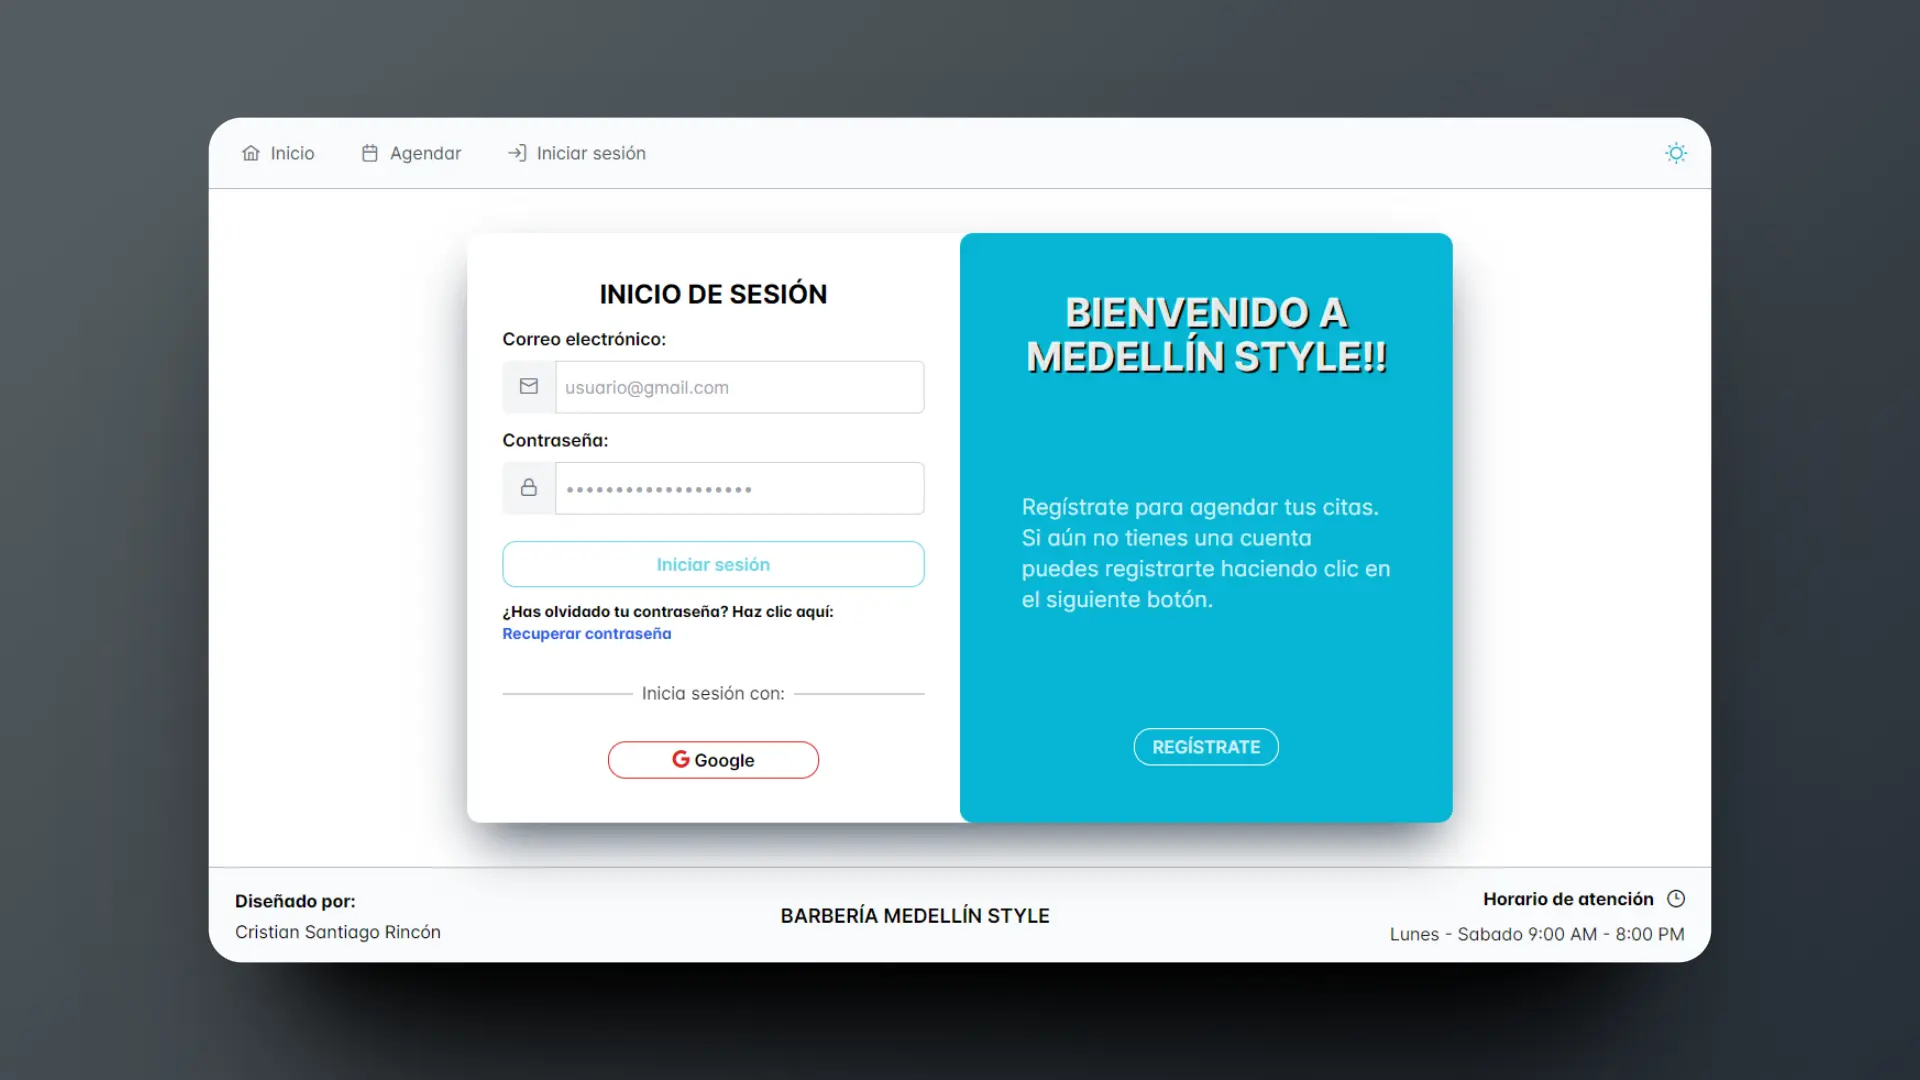 Inicio
Agendar
Iniciar sesión
INICIO DE SESIÓN
Correo electrónico:
usuario@gmail.com
Contraseña:
Iniciar sesión
¿Has olvidado tu contraseña? Haz clic aquí:
Recuperar contraseña
Inicia sesión con:
Google
BIENVENIDO A
MEDELLÍN STYLE!!
Regístrate para agendar tus citas.
Si aún no tienes una cuenta
puedes registrarte haciendo clic en
el siguiente botón.
REGÍSTRATE
Diseñado por:
Cristian Santiago Rincón
BARBERÍA MEDELLÍN STYLE
Horario de atención
Lunes - Sabado 9:00 AM - 8:00 PM